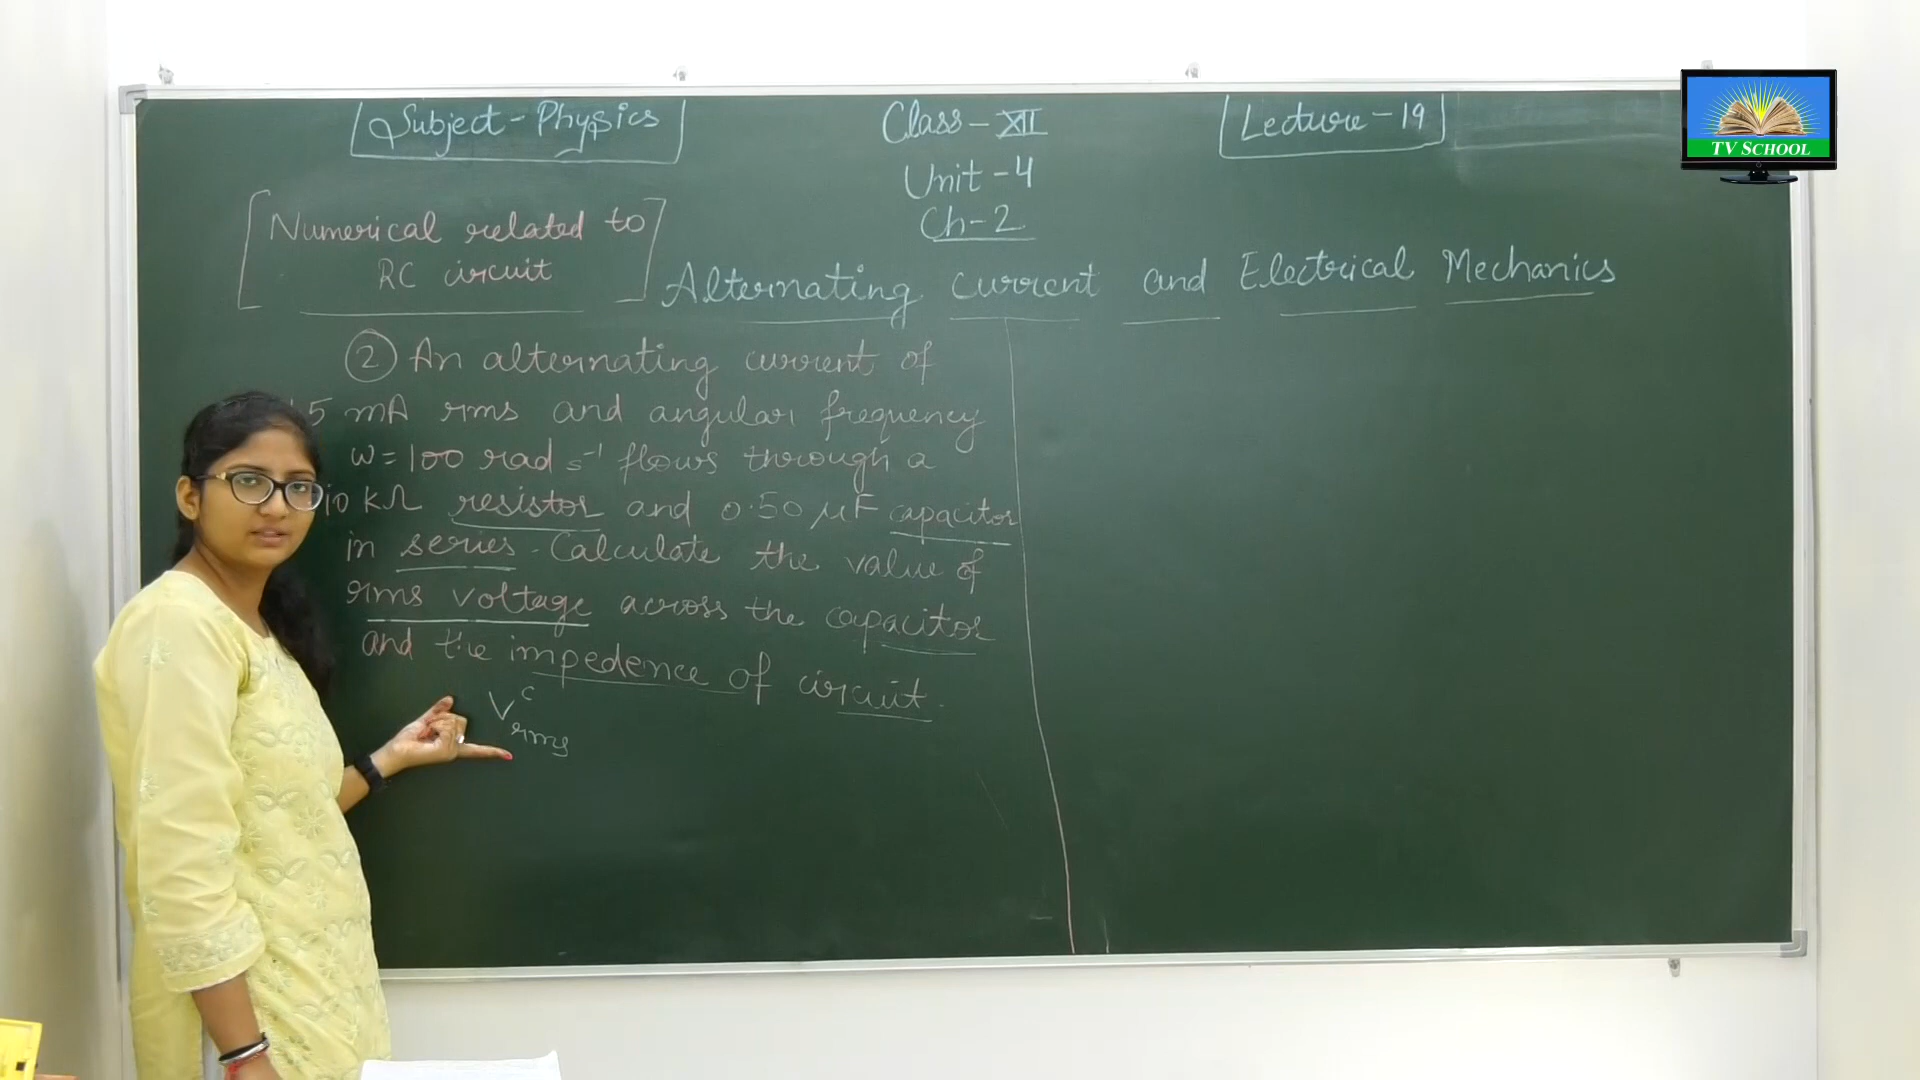 Subject - Physics
Class - XII
Lecture - 19
Unit - 4
Ch - 2
Numerical related to
RC circuit
Alternating current and Electrical Mechanics
② An alternating current of
5 mA rms and angular frequency
ω = 100 rad s⁻¹ flows through a
10 kΩ resistor and 0.50 μF capacitor
in series. Calculate the value of
rms voltage across the capacitor
and the impedence of circuit.
V^c_rms
TV SCHOOL